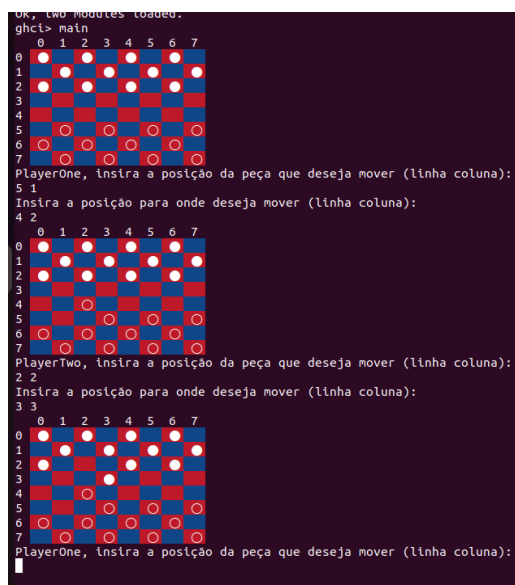 Ok, two modules loaded.
ghci> main
0 1 2 3 4 5 6 7
0
1
2
3
4
5
6
7
PlayerOne, insira a posição da peça que deseja mover (linha coluna):
5 1
Insira a posição para onde deseja mover (linha coluna):
4 2
0 1 2 3 4 5 6 7
0
1
2
3
4
5
6
7
PlayerTwo, insira a posição da peça que deseja mover (linha coluna):
2 2
Insira a posição para onde deseja mover (linha coluna):
3 3
0 1 2 3 4 5 6 7
0
1
2
3
4
5
6
7
PlayerOne, insira a posição da peça que deseja mover (linha coluna):